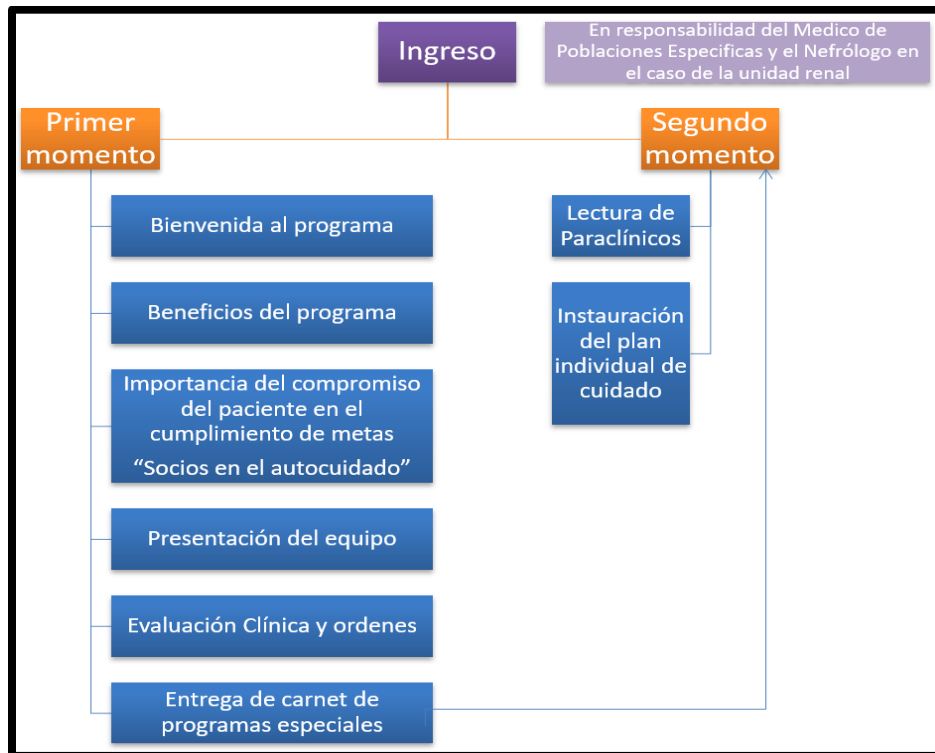 Ingreso
En responsabilidad del Medico de
Poblaciones Especificas y el Nefrólogo en
el caso de la unidad renal
Primer
momento
Bienvenida al programa
Beneficios del programa
Importancia del compromiso
del paciente en el
cumplimiento de metas
“Socios en el autocuidado”
Presentación del equipo
Evaluación Clínica y ordenes
Entrega de carnet de
programas especiales
Segundo
momento
Lectura de
Paraclínicos
Instauración
del plan
individual de
cuidado